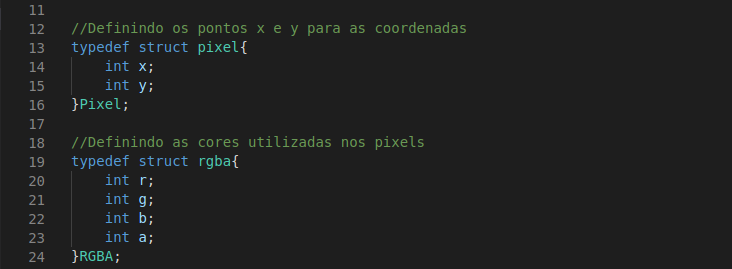 11
12 //Definindo os pontos x e y para as coordenadas
13 typedef struct pixel{
14 int x;
15 int y;
16 }Pixel;
17
18 //Definindo as cores utilizadas nos pixels
19 typedef struct rgba{
20 int r;
21 int g;
22 int b;
23 int a;
24 }RGBA;